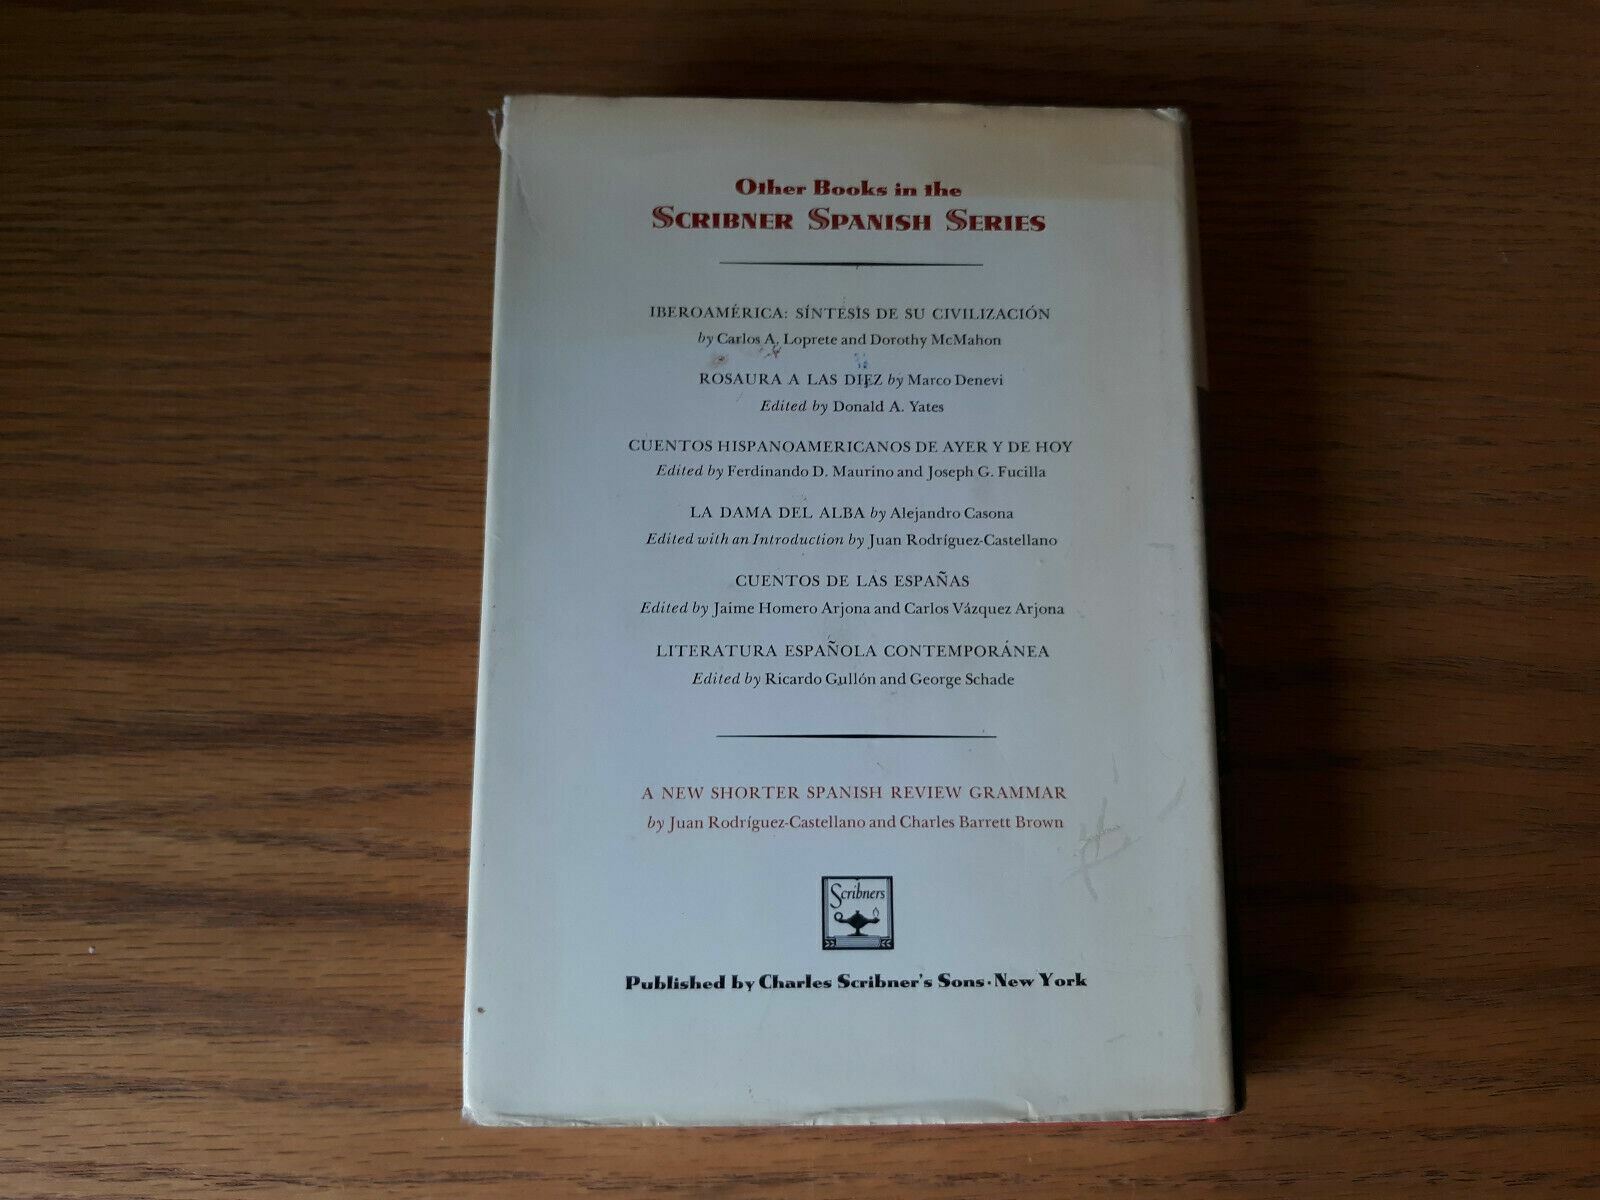 Other Books in the
SCRIBNER SPANISH SERIES
IBEROAMÉRICA: SÍNTESIS DE SU CIVILIZACIÓN
by Carlos A. Loprete and Dorothy McMahon
ROSAURA A LAS DIEZ by Marco Denevi
Edited by Donald A. Yates
CUENTOS HISPANOAMERICANOS DE AYER Y DE HOY
Edited by Ferdinando D. Maurino and Joseph G. Fucilla
LA DAMA DEL ALBA by Alejandro Casona
Edited with an Introduction by Juan Rodríguez-Castellano
CUENTOS DE LAS ESPAÑAS
Edited by Jaime Homero Arjona and Carlos Vázquez Arjona
LITERATURA ESPAÑOLA CONTEMPORÁNEA
Edited by Ricardo Gullón and George Schade
A NEW SHORTER SPANISH REVIEW GRAMMAR
by Juan Rodríguez-Castellano and Charles Barrett Brown
Scribners
Published by Charles Scribner's Sons · New York